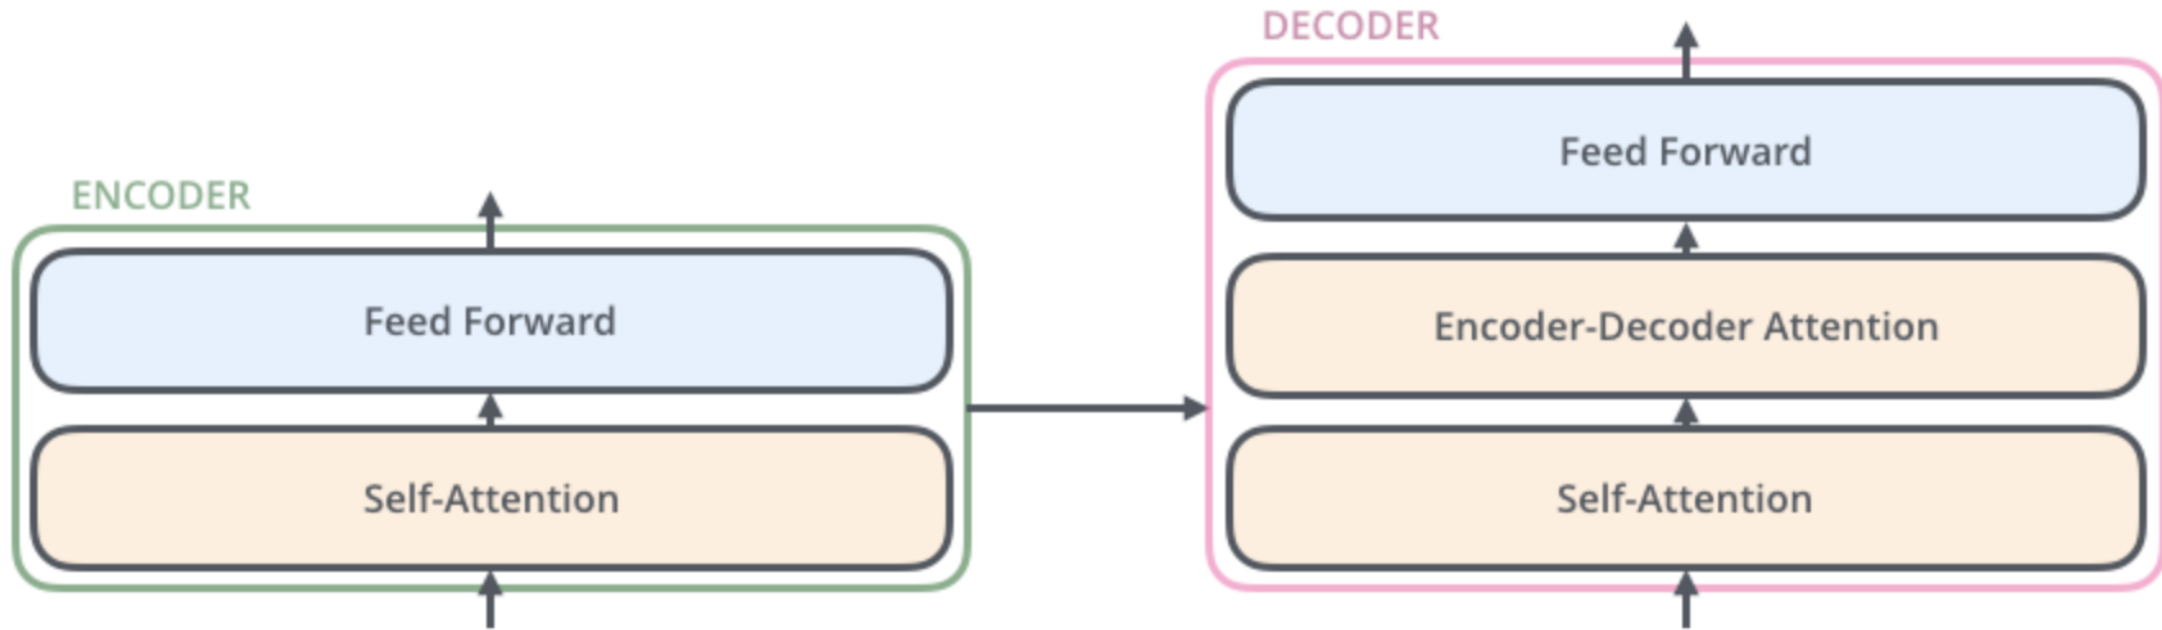 ENCODER
Feed Forward
Self-Attention
DECODER
Feed Forward
Encoder-Decoder Attention
Self-Attention